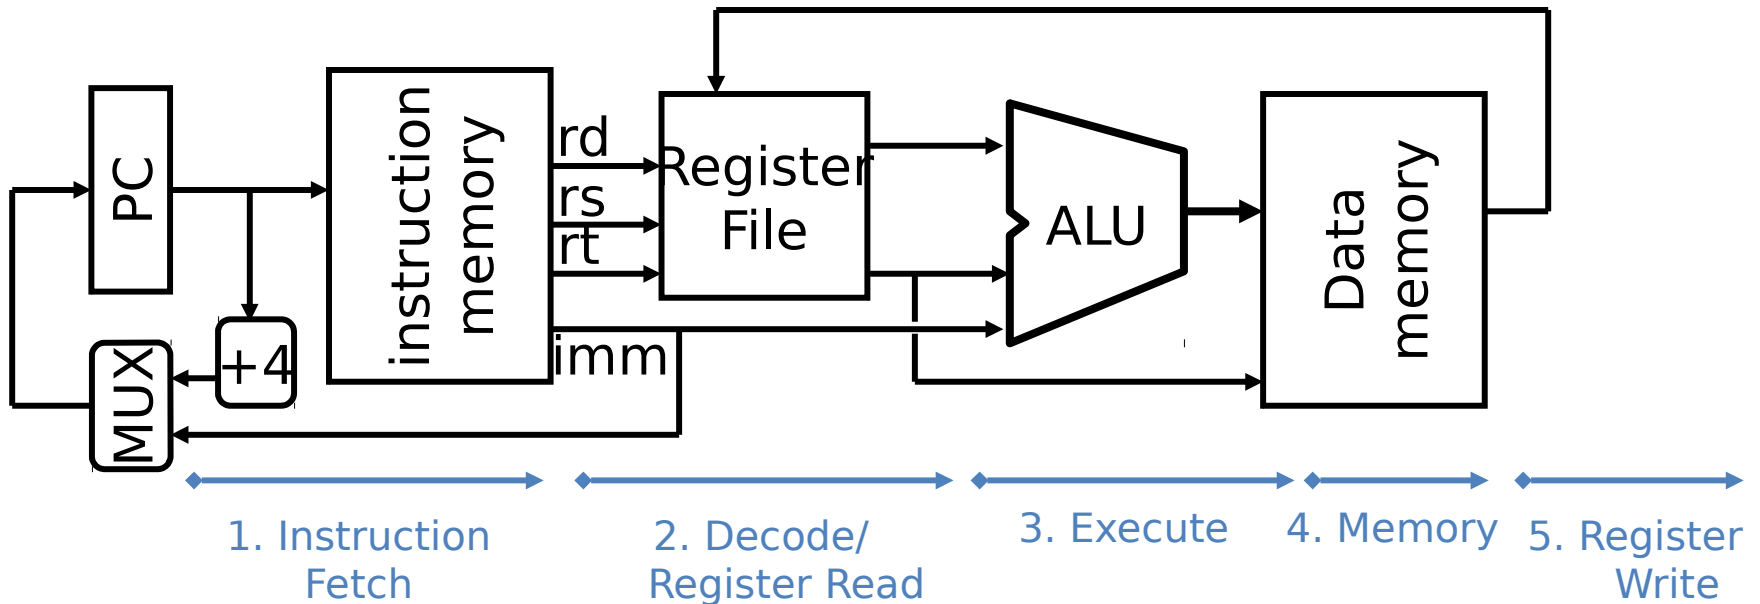 PC
instruction
memory
rd
rs
rt
imm
Register
File
ALU
Data
memory
+4
MUX
1. Instruction
Fetch
2. Decode/
Register Read
3. Execute
4. Memory
5. Register
Write